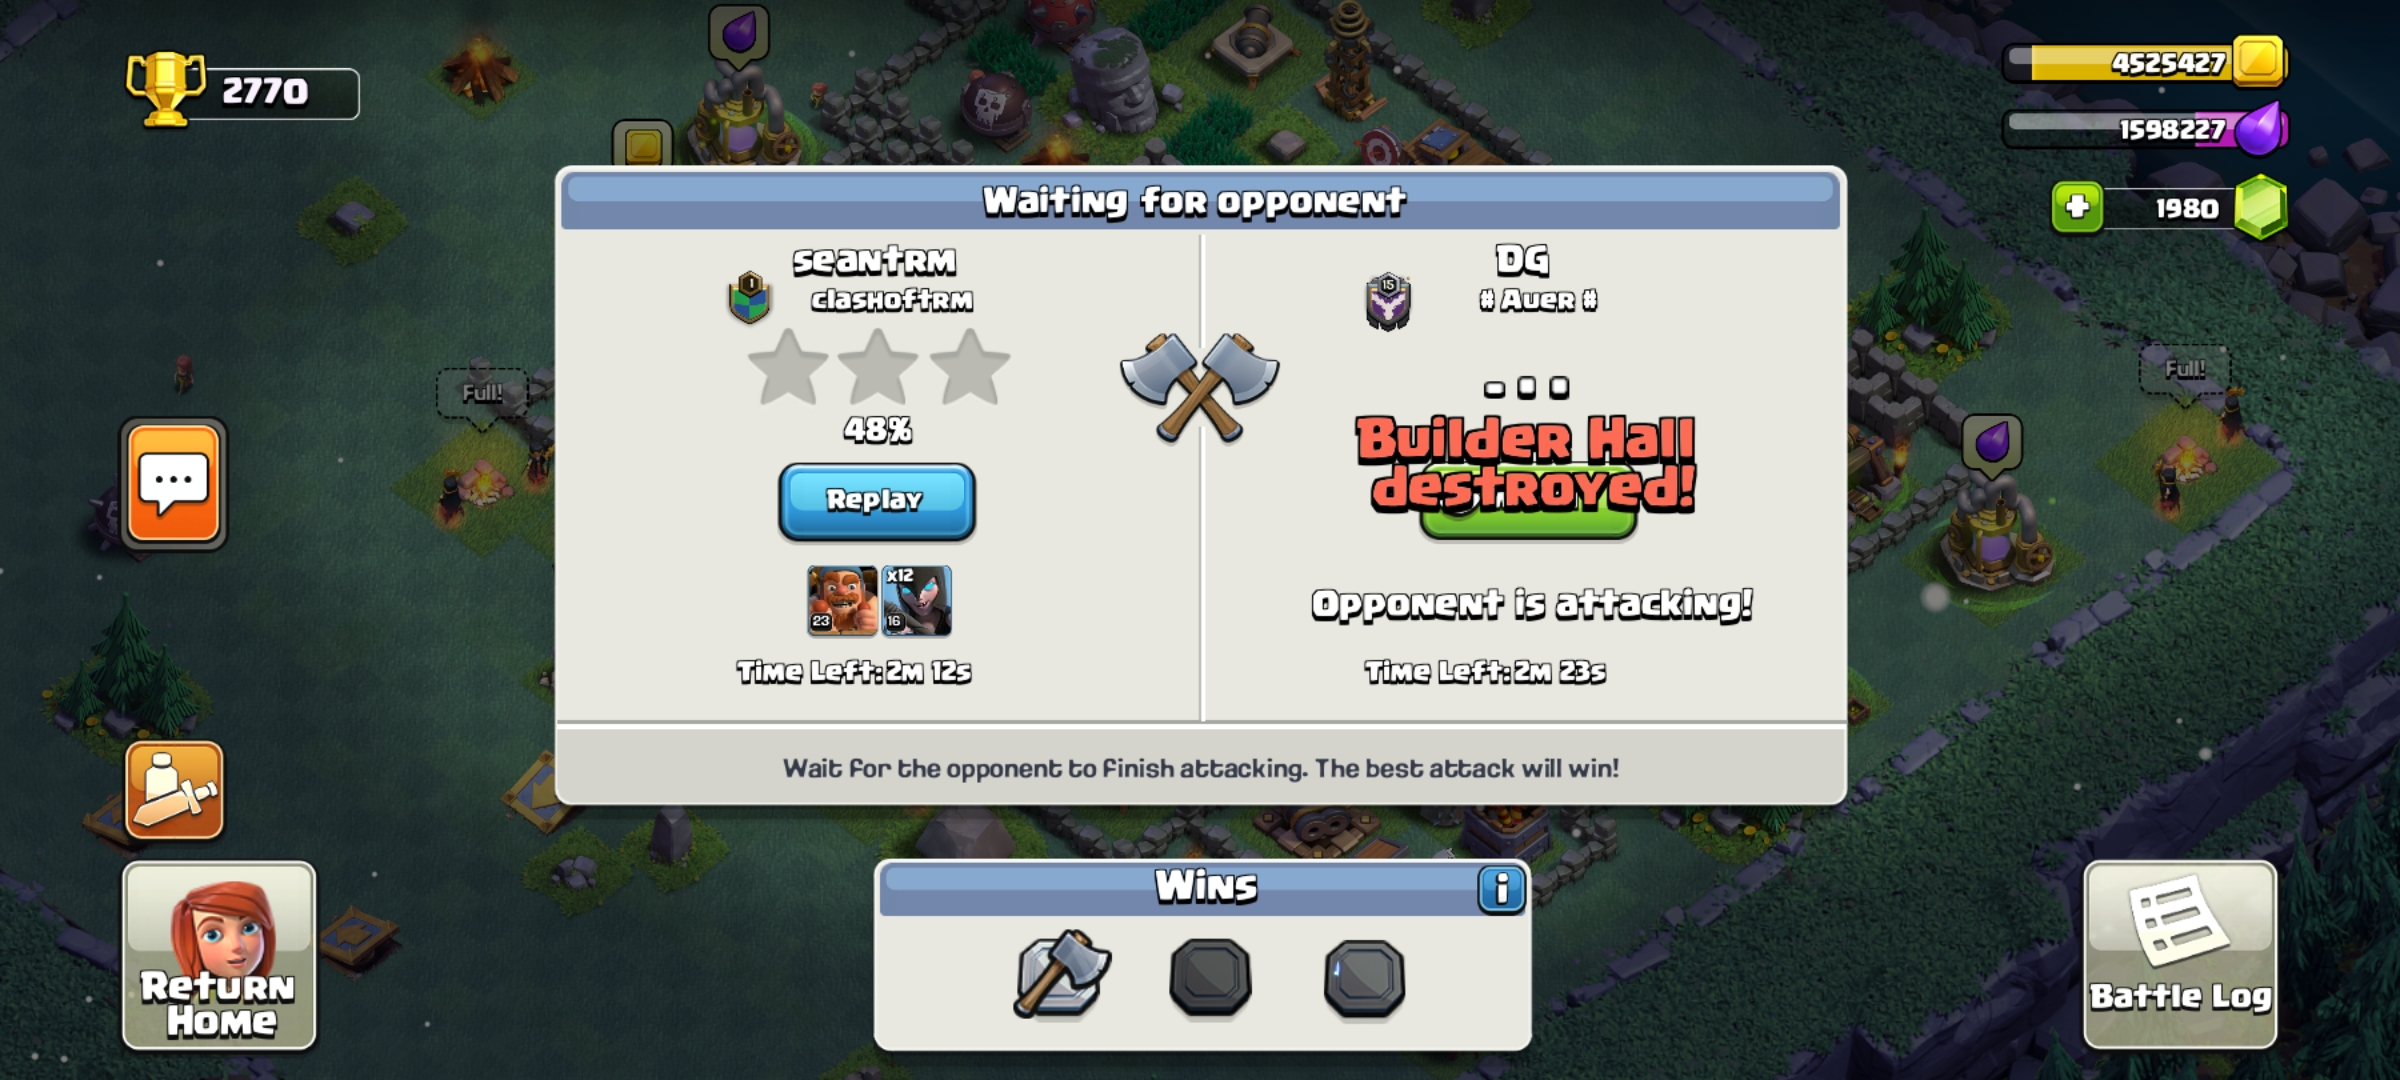 2770
4525427
1598227
1980
Waiting for opponent
seantrm
1
clashoftrm
48%
Replay
23
x12
16
Time Left: 2m 12s
DG
15
# Auer #
Builder Hall
destroyed!
Opponent is attacking!
Time Left: 2m 23s
Wait for the opponent to finish attacking. The best attack will win!
Full!
Full!
Wins
i
Return
Home
Battle Log